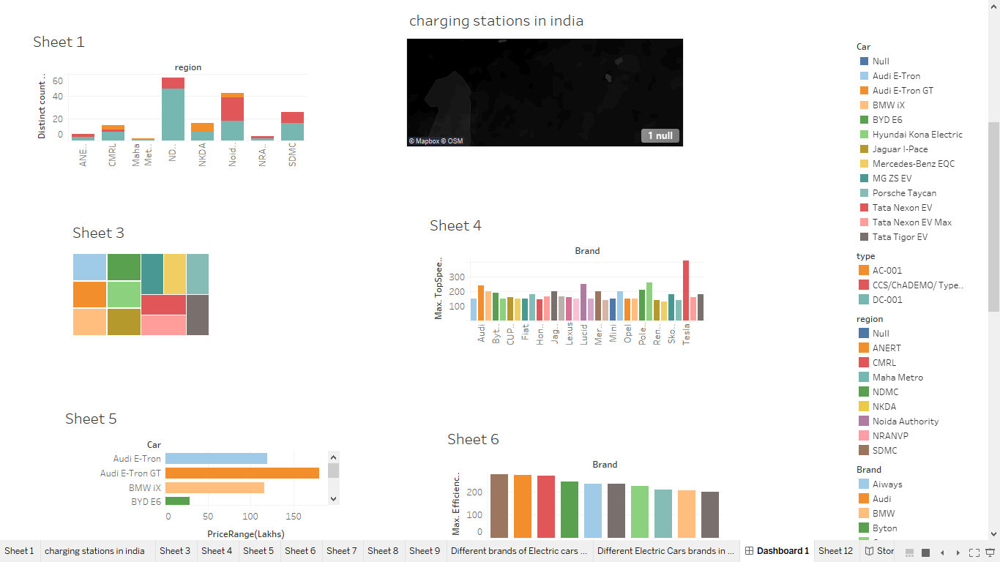 charging stations in india
Sheet 1
region
Distinct count ..
60
40
20
0
ANE..
CMRL
Maha
Met..
ND..
NKDA
Noid..
NRA..
SDMC
© Mapbox © OSM
1 null
Sheet 3
Sheet 4
Brand
Max. TopSpee..
300
200
100
Audi
Byt..
CUP..
Fiat
Hon..
Jag..
Lexus
Lucid
Mer..
Mini
Opel
Pole..
Ren..
Sko..
Tesla
Sheet 5
Car
Audi E-Tron
Audi E-Tron GT
BMW iX
BYD E6
0
50
100
150
PriceRange(Lakhs)
Sheet 6
Brand
Max. Efficienc..
200
100
0
Car
Null
Audi E-Tron
Audi E-Tron GT
BMW iX
BYD E6
Hyundai Kona Electric
Jaguar I-Pace
Mercedes-Benz EQC
MG ZS EV
Porsche Taycan
Tata Nexon EV
Tata Nexon EV Max
Tata Tigor EV
type
AC-001
CCS/ChADEMO/ Type..
DC-001
region
Null
ANERT
CMRL
Maha Metro
NDMC
NKDA
Noida Authority
NRANVP
SDMC
Brand
Aiways
Audi
BMW
Byton
Sheet 1
charging stations in india
Sheet 3
Sheet 4
Sheet 5
Sheet 6
Sheet 7
Sheet 8
Sheet 9
Different brands of Electric cars ...
Different Electric Cars brands in ...
Dashboard 1
Sheet 12
Stor